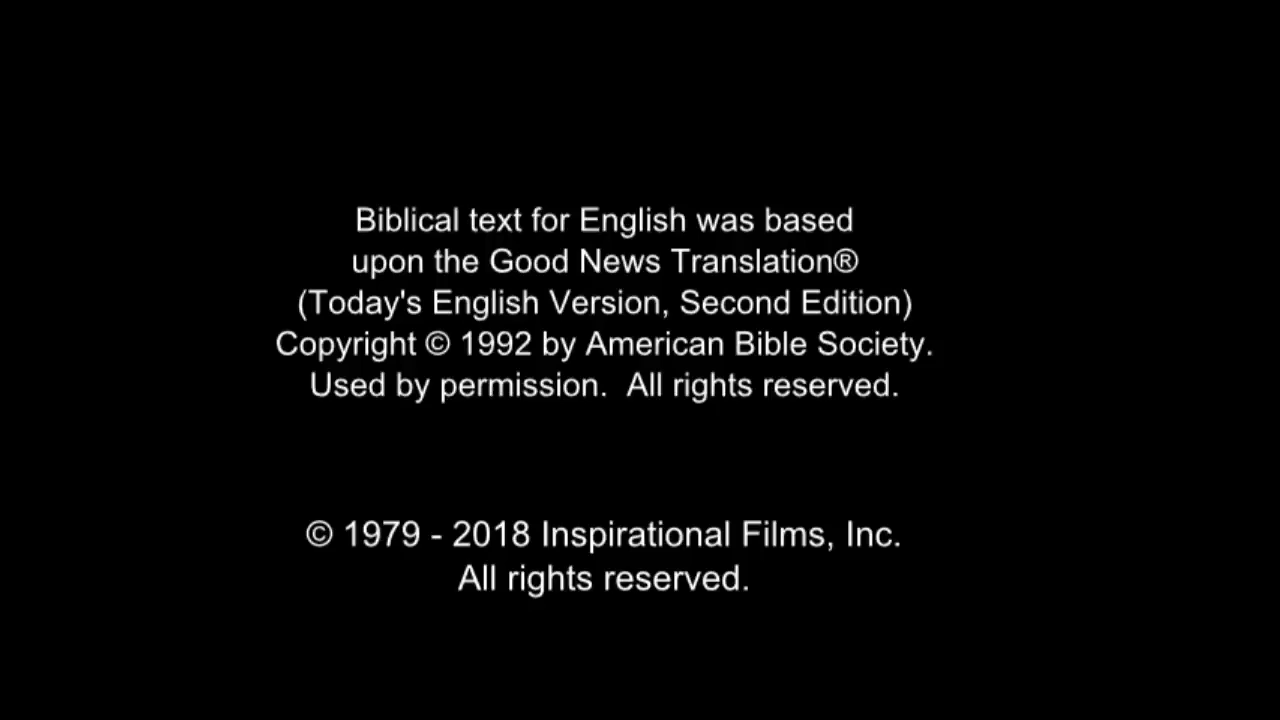 Biblical text for English was based
upon the Good News Translation®
(Today's English Version, Second Edition)
Copyright © 1992 by American Bible Society.
Used by permission.  All rights reserved.
© 1979 - 2018 Inspirational Films, Inc.
All rights reserved.